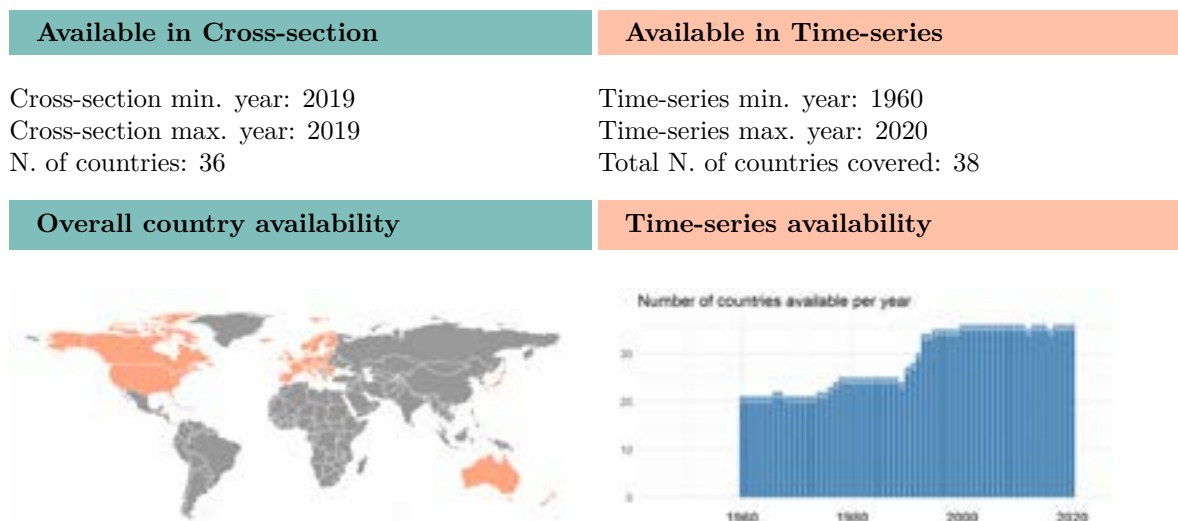 Available in Cross-section
Available in Time-series
Cross-section min. year: 2019
Cross-section max. year: 2019
N. of countries: 36
Time-series min. year: 1960
Time-series max. year: 2020
Total N. of countries covered: 38
Overall country availability
Time-series availability
Number of countries available per year
30
20
10
0
1960 1980 2000 2020